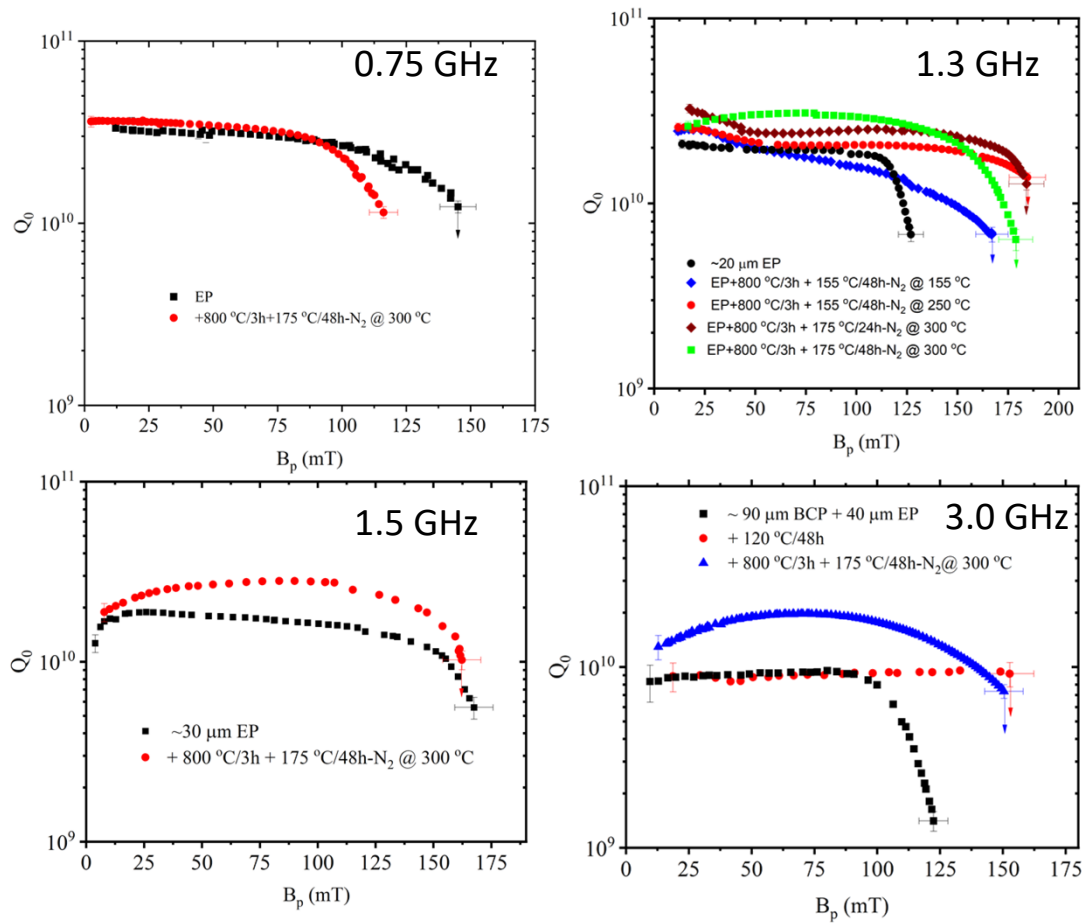 0.75 GHz
10¹¹
10¹⁰
10⁹
Q₀
EP
+800 °C/3h+175 °C/48h-N₂ @ 300 °C
0 25 50 75 100 125 150 175
Bₚ (mT)
1.3 GHz
10¹¹
10¹⁰
10⁹
Q₀
~20 μm EP
EP+800 °C/3h + 155 °C/48h-N₂ @ 155 °C
EP+800 °C/3h + 155 °C/48h-N₂ @ 250 °C
EP+800 °C/3h + 175 °C/24h-N₂ @ 300 °C
EP+800 °C/3h + 175 °C/48h-N₂ @ 300 °C
0 25 50 75 100 125 150 175 200
Bₚ (mT)
1.5 GHz
10¹¹
10¹⁰
10⁹
Q₀
~30 μm EP
+ 800 °C/3h + 175 °C/48h-N₂ @ 300 °C
0 25 50 75 100 125 150 175
Bₚ (mT)
3.0 GHz
10¹¹
10¹⁰
10⁹
Q₀
~ 90 μm BCP + 40 μm EP
+ 120 °C/48h
+ 800 °C/3h + 175 °C/48h-N₂@ 300 °C
0 25 50 75 100 125 150 175
Bₚ (mT)